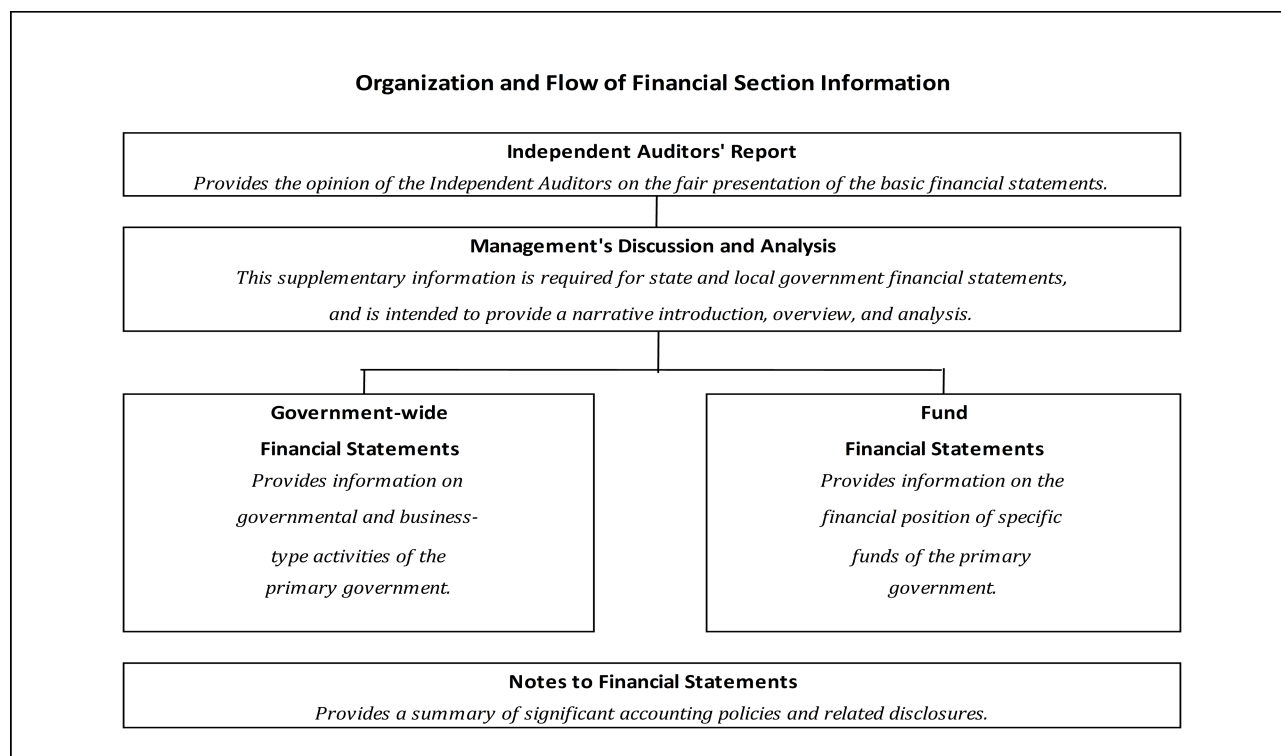 Organization and Flow of Financial Section Information
Independent Auditors' Report
Provides the opinion of the Independent Auditors on the fair presentation of the basic financial statements.
Management's Discussion and Analysis
This supplementary information is required for state and local government financial statements,
and is intended to provide a narrative introduction, overview, and analysis.
Government-wide
Financial Statements
Provides information on
governmental and business-
type activities of the
primary government.
Fund
Financial Statements
Provides information on the
financial position of specific
funds of the primary
government.
Notes to Financial Statements
Provides a summary of significant accounting policies and related disclosures.